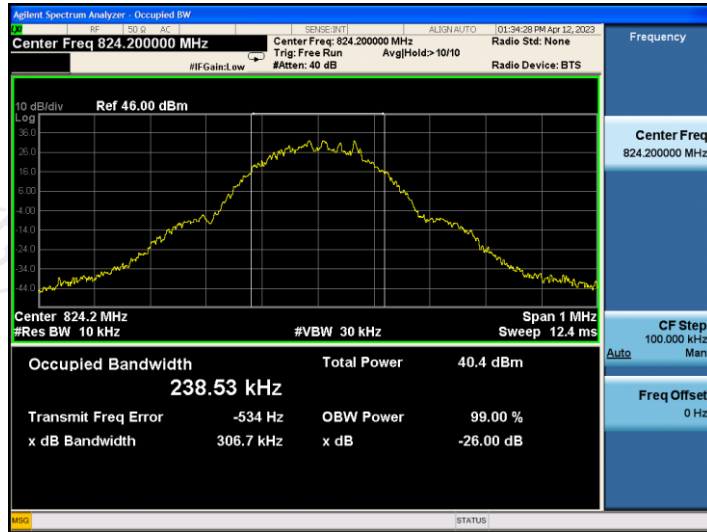 Agilent Spectrum Analyzer - Occupied BW
LXI RF 50 Ω AC SENSE:INT ALIGN AUTO 01:34:28 PM Apr 12, 2023
Center Freq 824.200000 MHz Center Freq: 824.200000 MHz Radio Std: None
Trig: Free Run Avg|Hold:>10/10
#IFGain:Low #Atten: 40 dB Radio Device: BTS
10 dB/div Ref 46.00 dBm
Log
36.0
26.0
16.0
6.00
-4.00
-14.0
-24.0
-34.0
-44.0
Center 824.2 MHz Span 1 MHz
#Res BW 10 kHz #VBW 30 kHz Sweep 12.4 ms
Occupied Bandwidth Total Power 40.4 dBm
238.53 kHz
Transmit Freq Error -534 Hz OBW Power 99.00 %
x dB Bandwidth 306.7 kHz x dB -26.00 dB
MSG STATUS
Frequency
Center Freq
824.200000 MHz
CF Step
100.000 kHz
Auto Man
Freq Offset
0 Hz